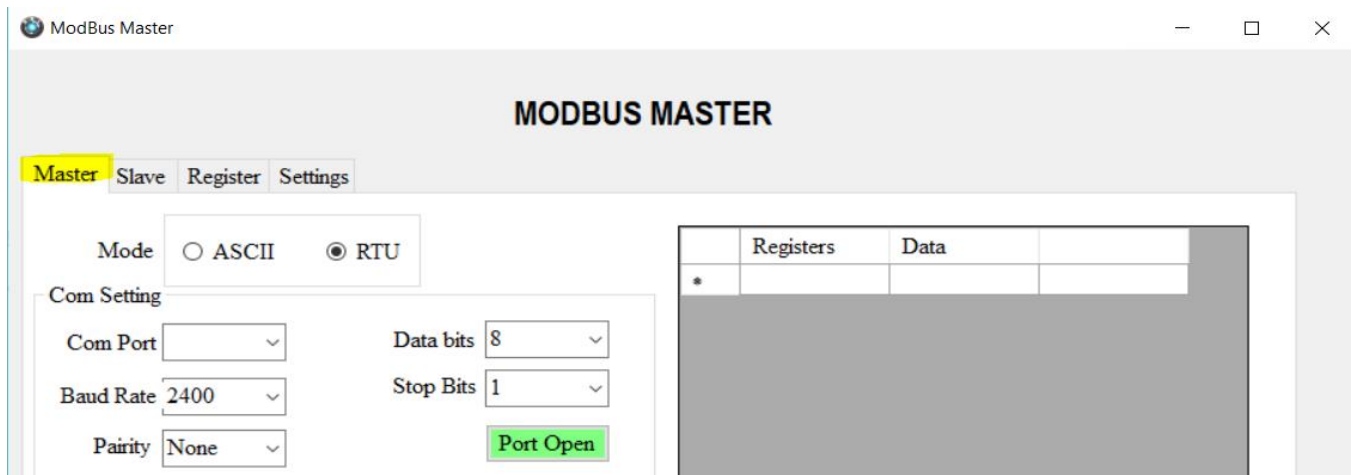 ModBus Master
MODBUS MASTER
Master Slave Register Settings
Mode ASCII RTU
Com Setting
Com Port
Data bits 8
Baud Rate 2400
Stop Bits 1
Pairity None
Port Open
Registers Data
*